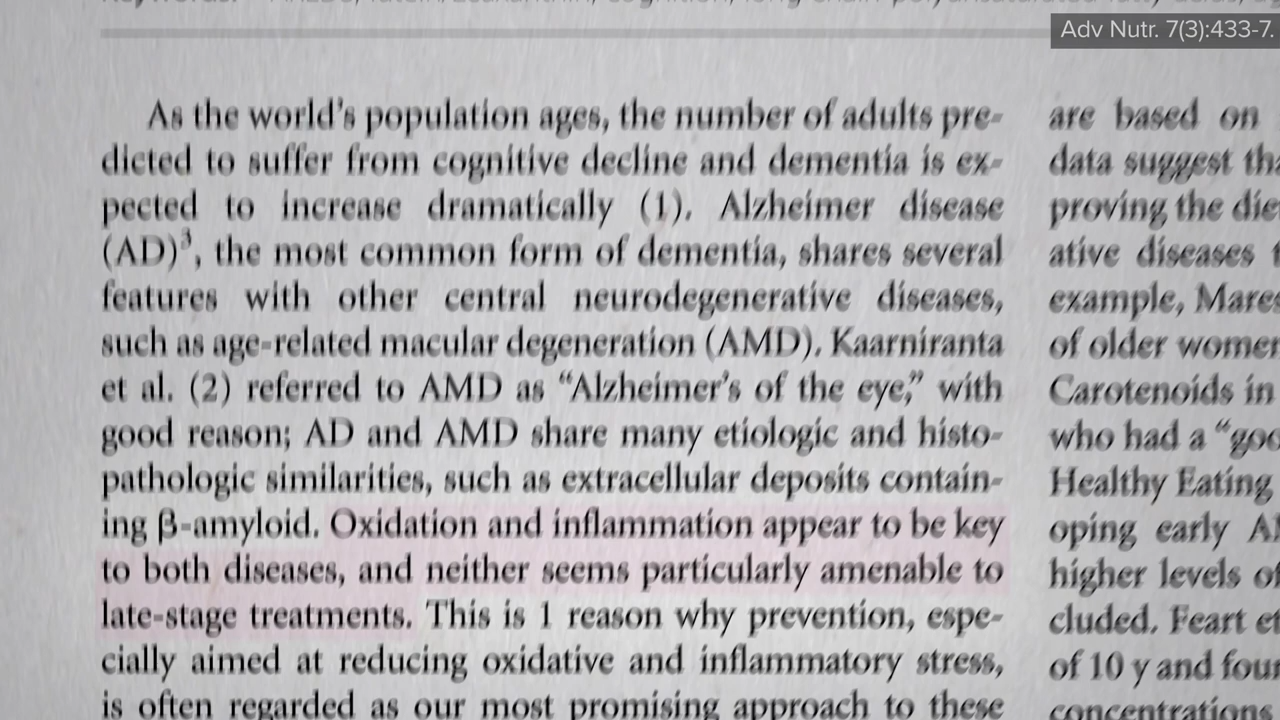 Adv Nutr. 7(3):433-7.
As the world's population ages, the number of adults pre-
dicted to suffer from cognitive decline and dementia is ex-
pected to increase dramatically (1). Alzheimer disease
(AD)³, the most common form of dementia, shares several
features with other central neurodegenerative diseases,
such as age-related macular degeneration (AMD). Kaarniranta
et al. (2) referred to AMD as “Alzheimer's of the eye,” with
good reason; AD and AMD share many etiologic and histo-
pathologic similarities, such as extracellular deposits contain-
ing β-amyloid. Oxidation and inflammation appear to be key
to both diseases, and neither seems particularly amenable to
late-stage treatments. This is 1 reason why prevention, espe-
cially aimed at reducing oxidative and inflammatory stress,
is often regarded as our most promising approach to these
are based on
data suggest
proving the
ative diseases
example,
of older
Carotenoids in
who had a
Healthy Eating
oping early
higher levels
cluded. Feart
of 10 y and
concentrations